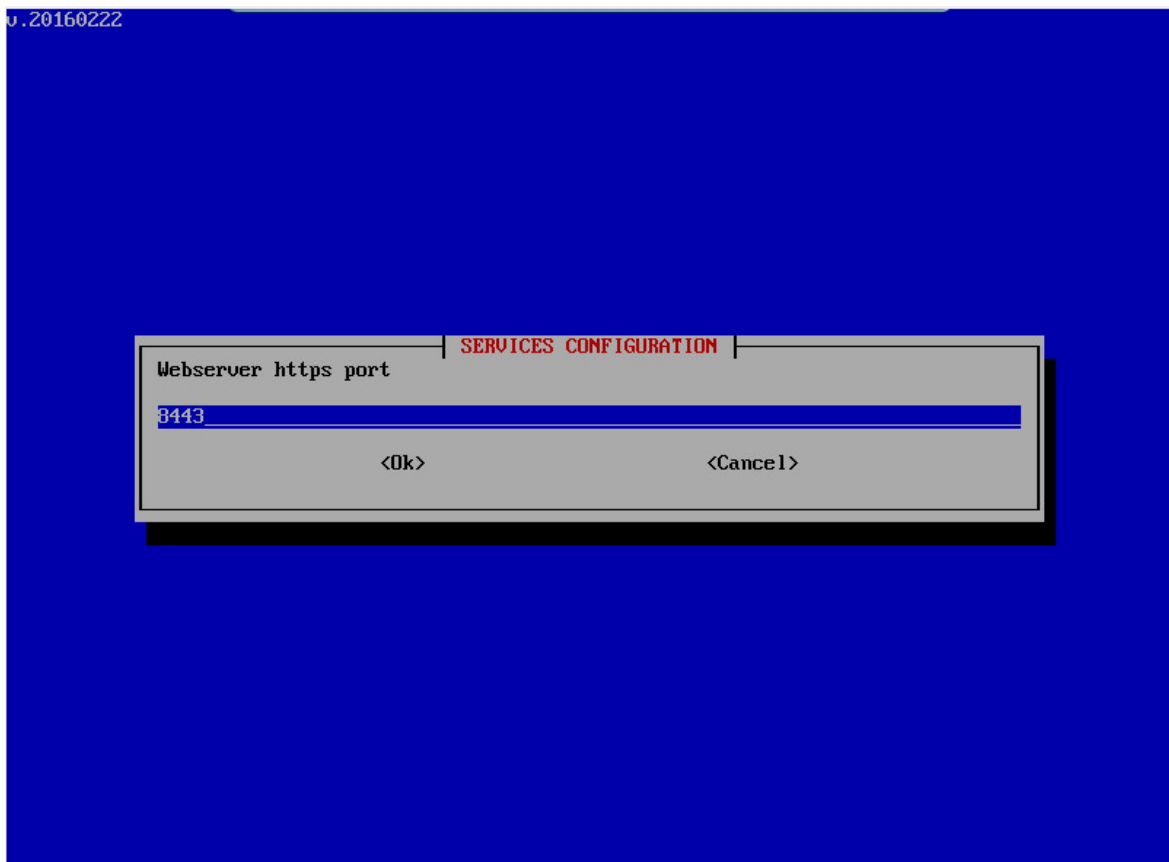 v.20160222
SERVICES CONFIGURATION
Webserver https port
8443
<Ok> <Cancel>